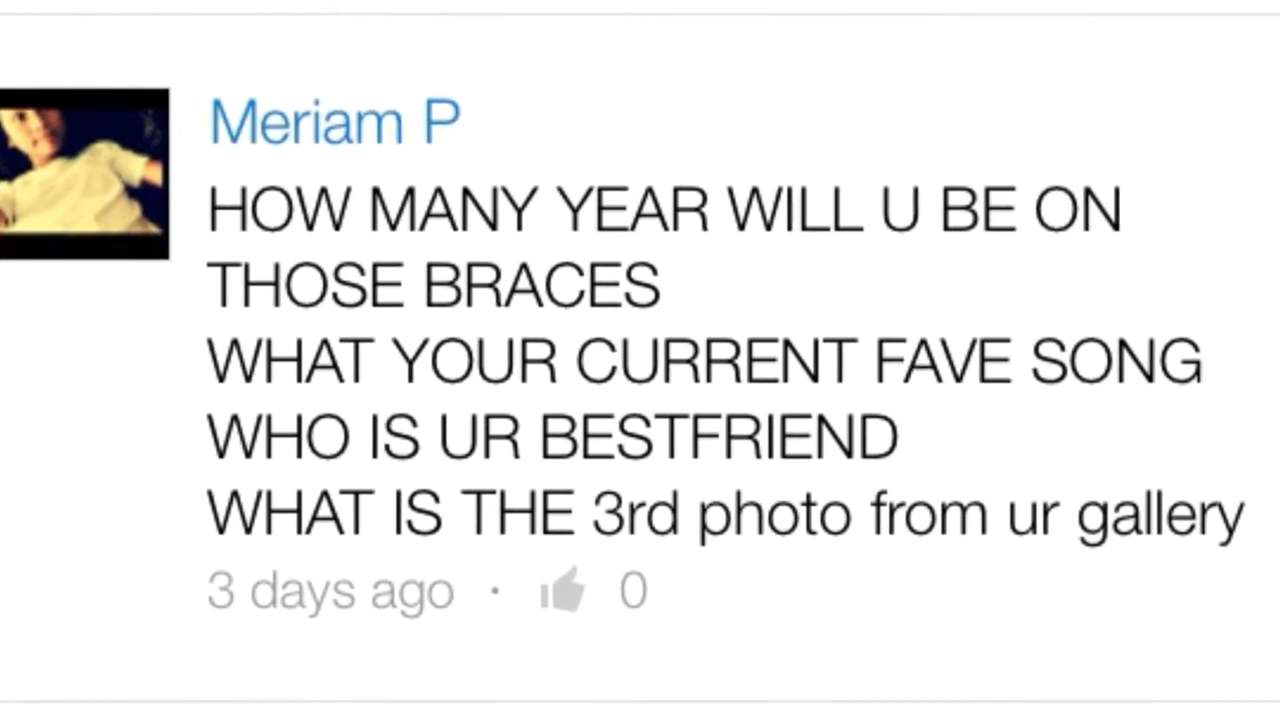 Meriam P
HOW MANY YEAR WILL U BE ON
THOSE BRACES
WHAT YOUR CURRENT FAVE SONG
WHO IS UR BESTFRIEND
WHAT IS THE 3rd photo from ur gallery
3 days ago · 0